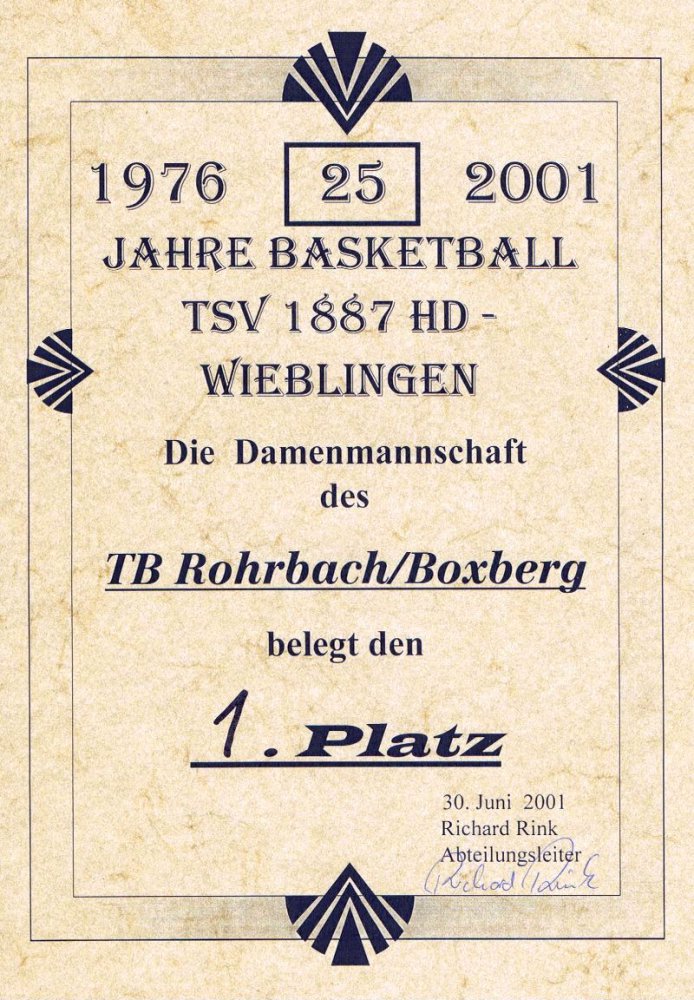 1976 25 2001
JAHRE BASKETBALL
TSV 1887 HD -
WIEBLINGEN
Die Damenmannschaft
des
TB Rohrbach/Boxberg
belegt den
1. Platz
30. Juni 2001
Richard Rink
Abteilungsleiter
Richard Rink